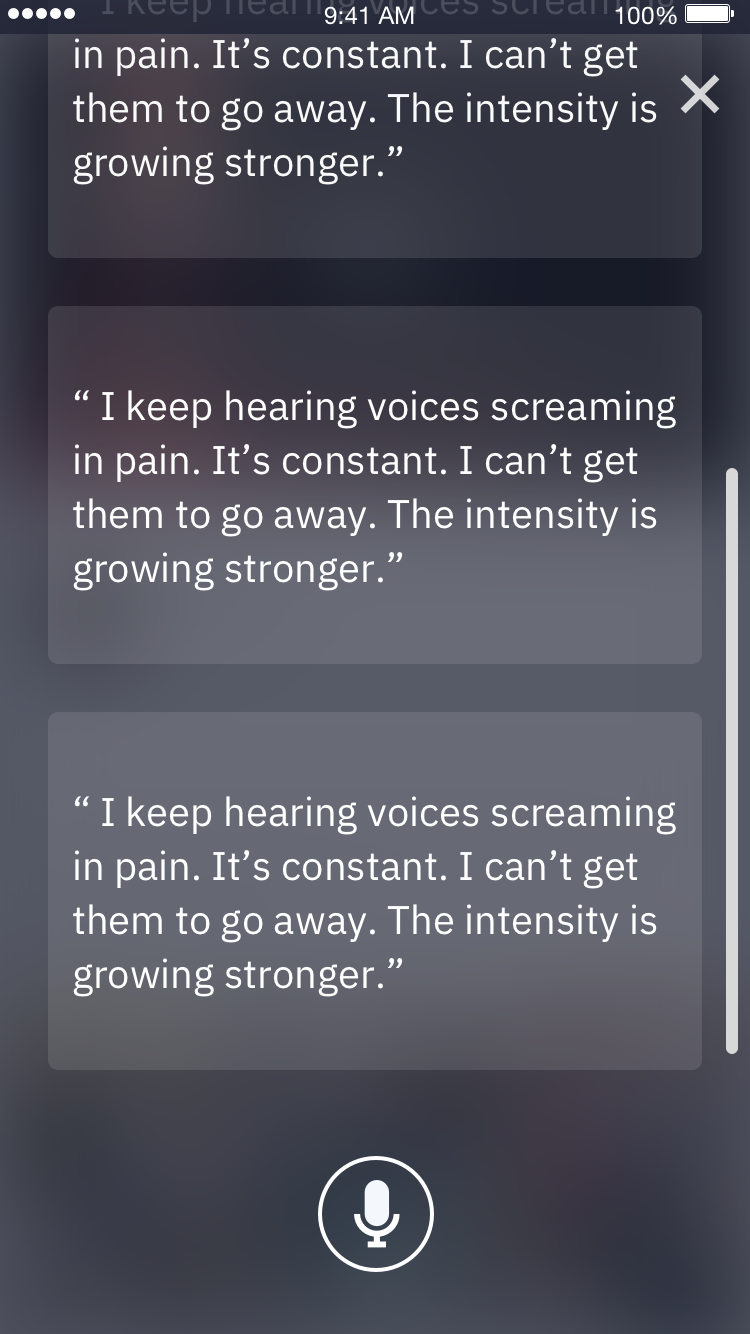 I keep hearing voices screaming
9:41 AM
100%
in pain. It’s constant. I can’t get
them to go away. The intensity is
growing stronger.”
“ I keep hearing voices screaming
in pain. It’s constant. I can’t get
them to go away. The intensity is
growing stronger.”
“ I keep hearing voices screaming
in pain. It’s constant. I can’t get
them to go away. The intensity is
growing stronger.”